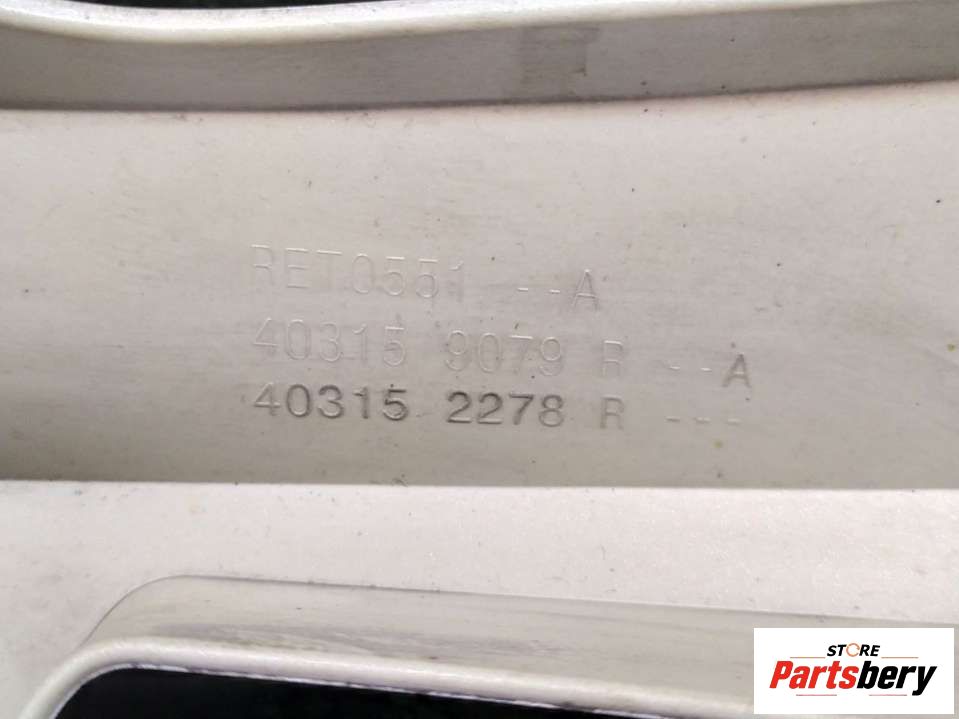 RET0551 --A
40315 9079 R --A
40315 2278 R ---
STORE
Partsbery